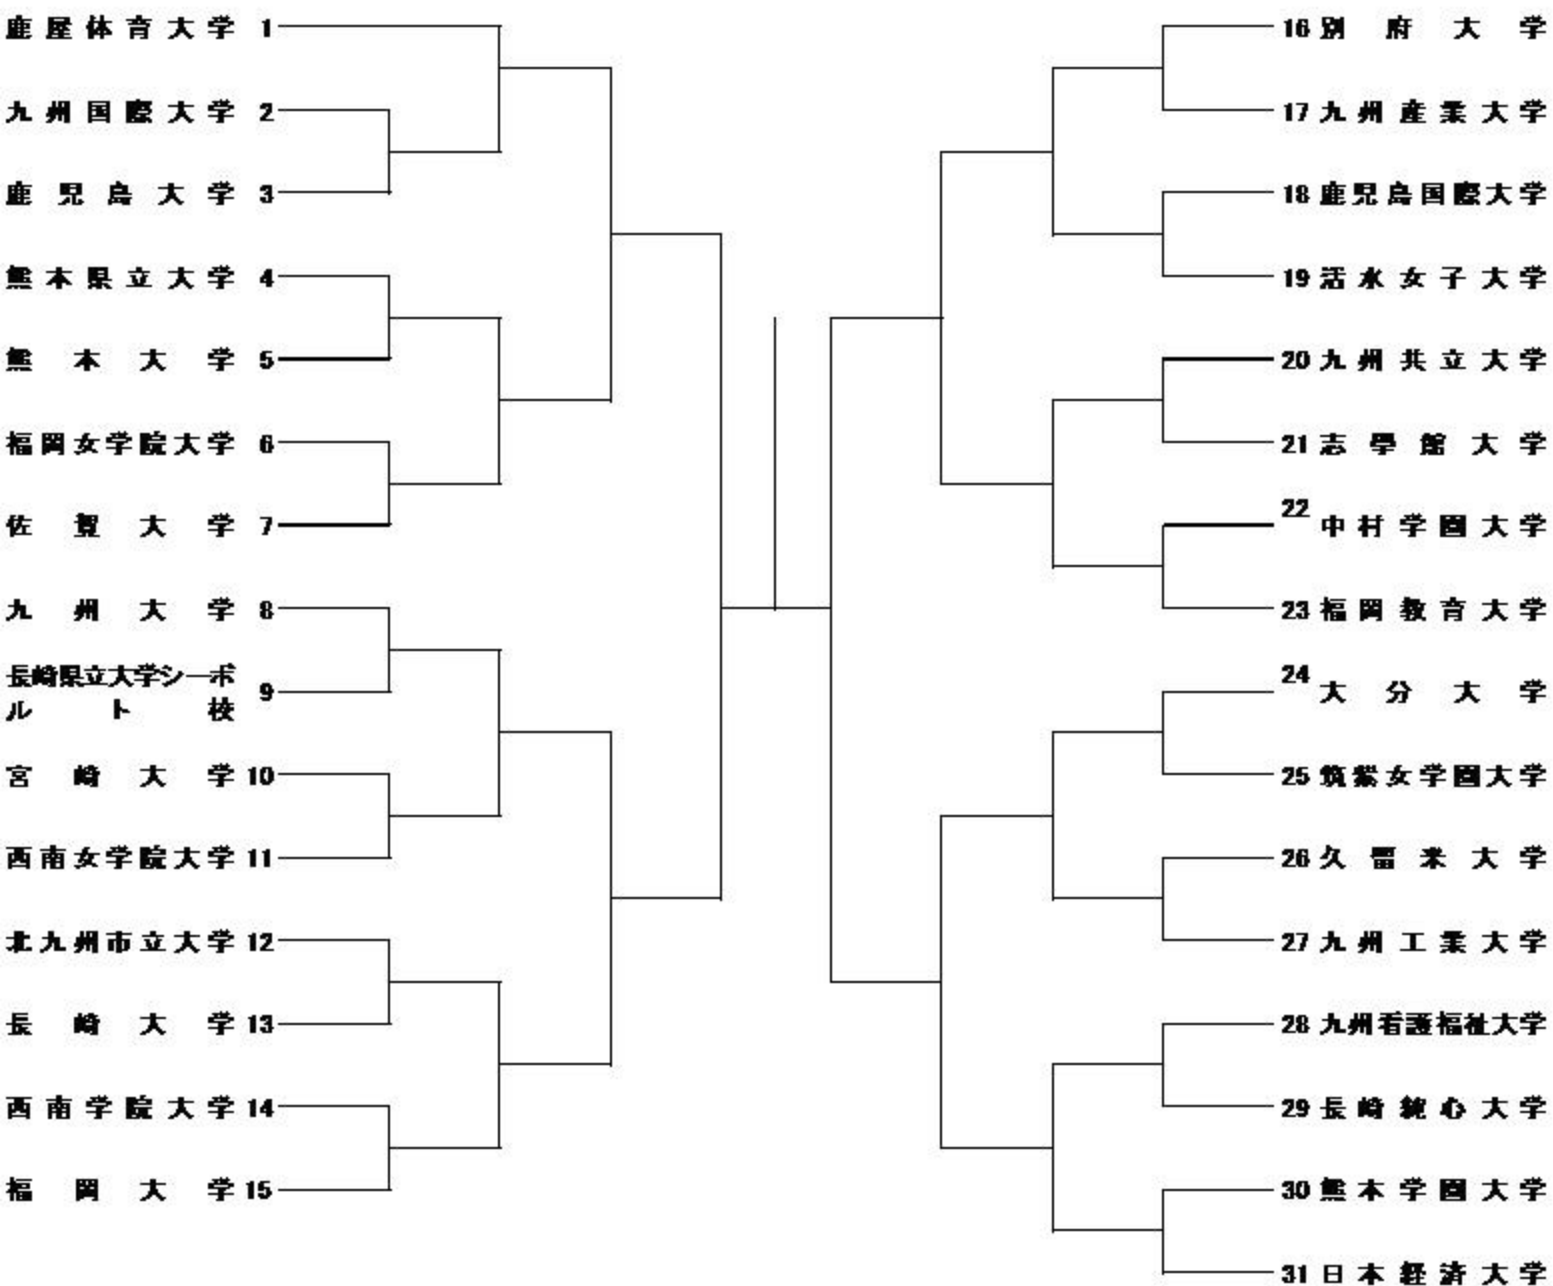 鹿屋体育大学 1
九州国際大学 2
鹿児島大学 3
熊本県立大学 4
熊本大学 5
福岡女学院大学 6
佐賀大学 7
九州大学 8
長崎県立大学シーボ
ルト校 9
宮崎大学 10
西南女学院大学 11
北九州市立大学 12
長崎大学 13
西南学院大学 14
福岡大学 15
16 別府大学
17 九州産業大学
18 鹿児島国際大学
19 活水女子大学
20 九州共立大学
21 志學館大学
22 中村学園大学
23 福岡教育大学
24 大分大学
25 筑紫女学園大学
26 久留米大学
27 九州工業大学
28 九州看護福祉大学
29 長崎純心大学
30 熊本学園大学
31 日本経済大学